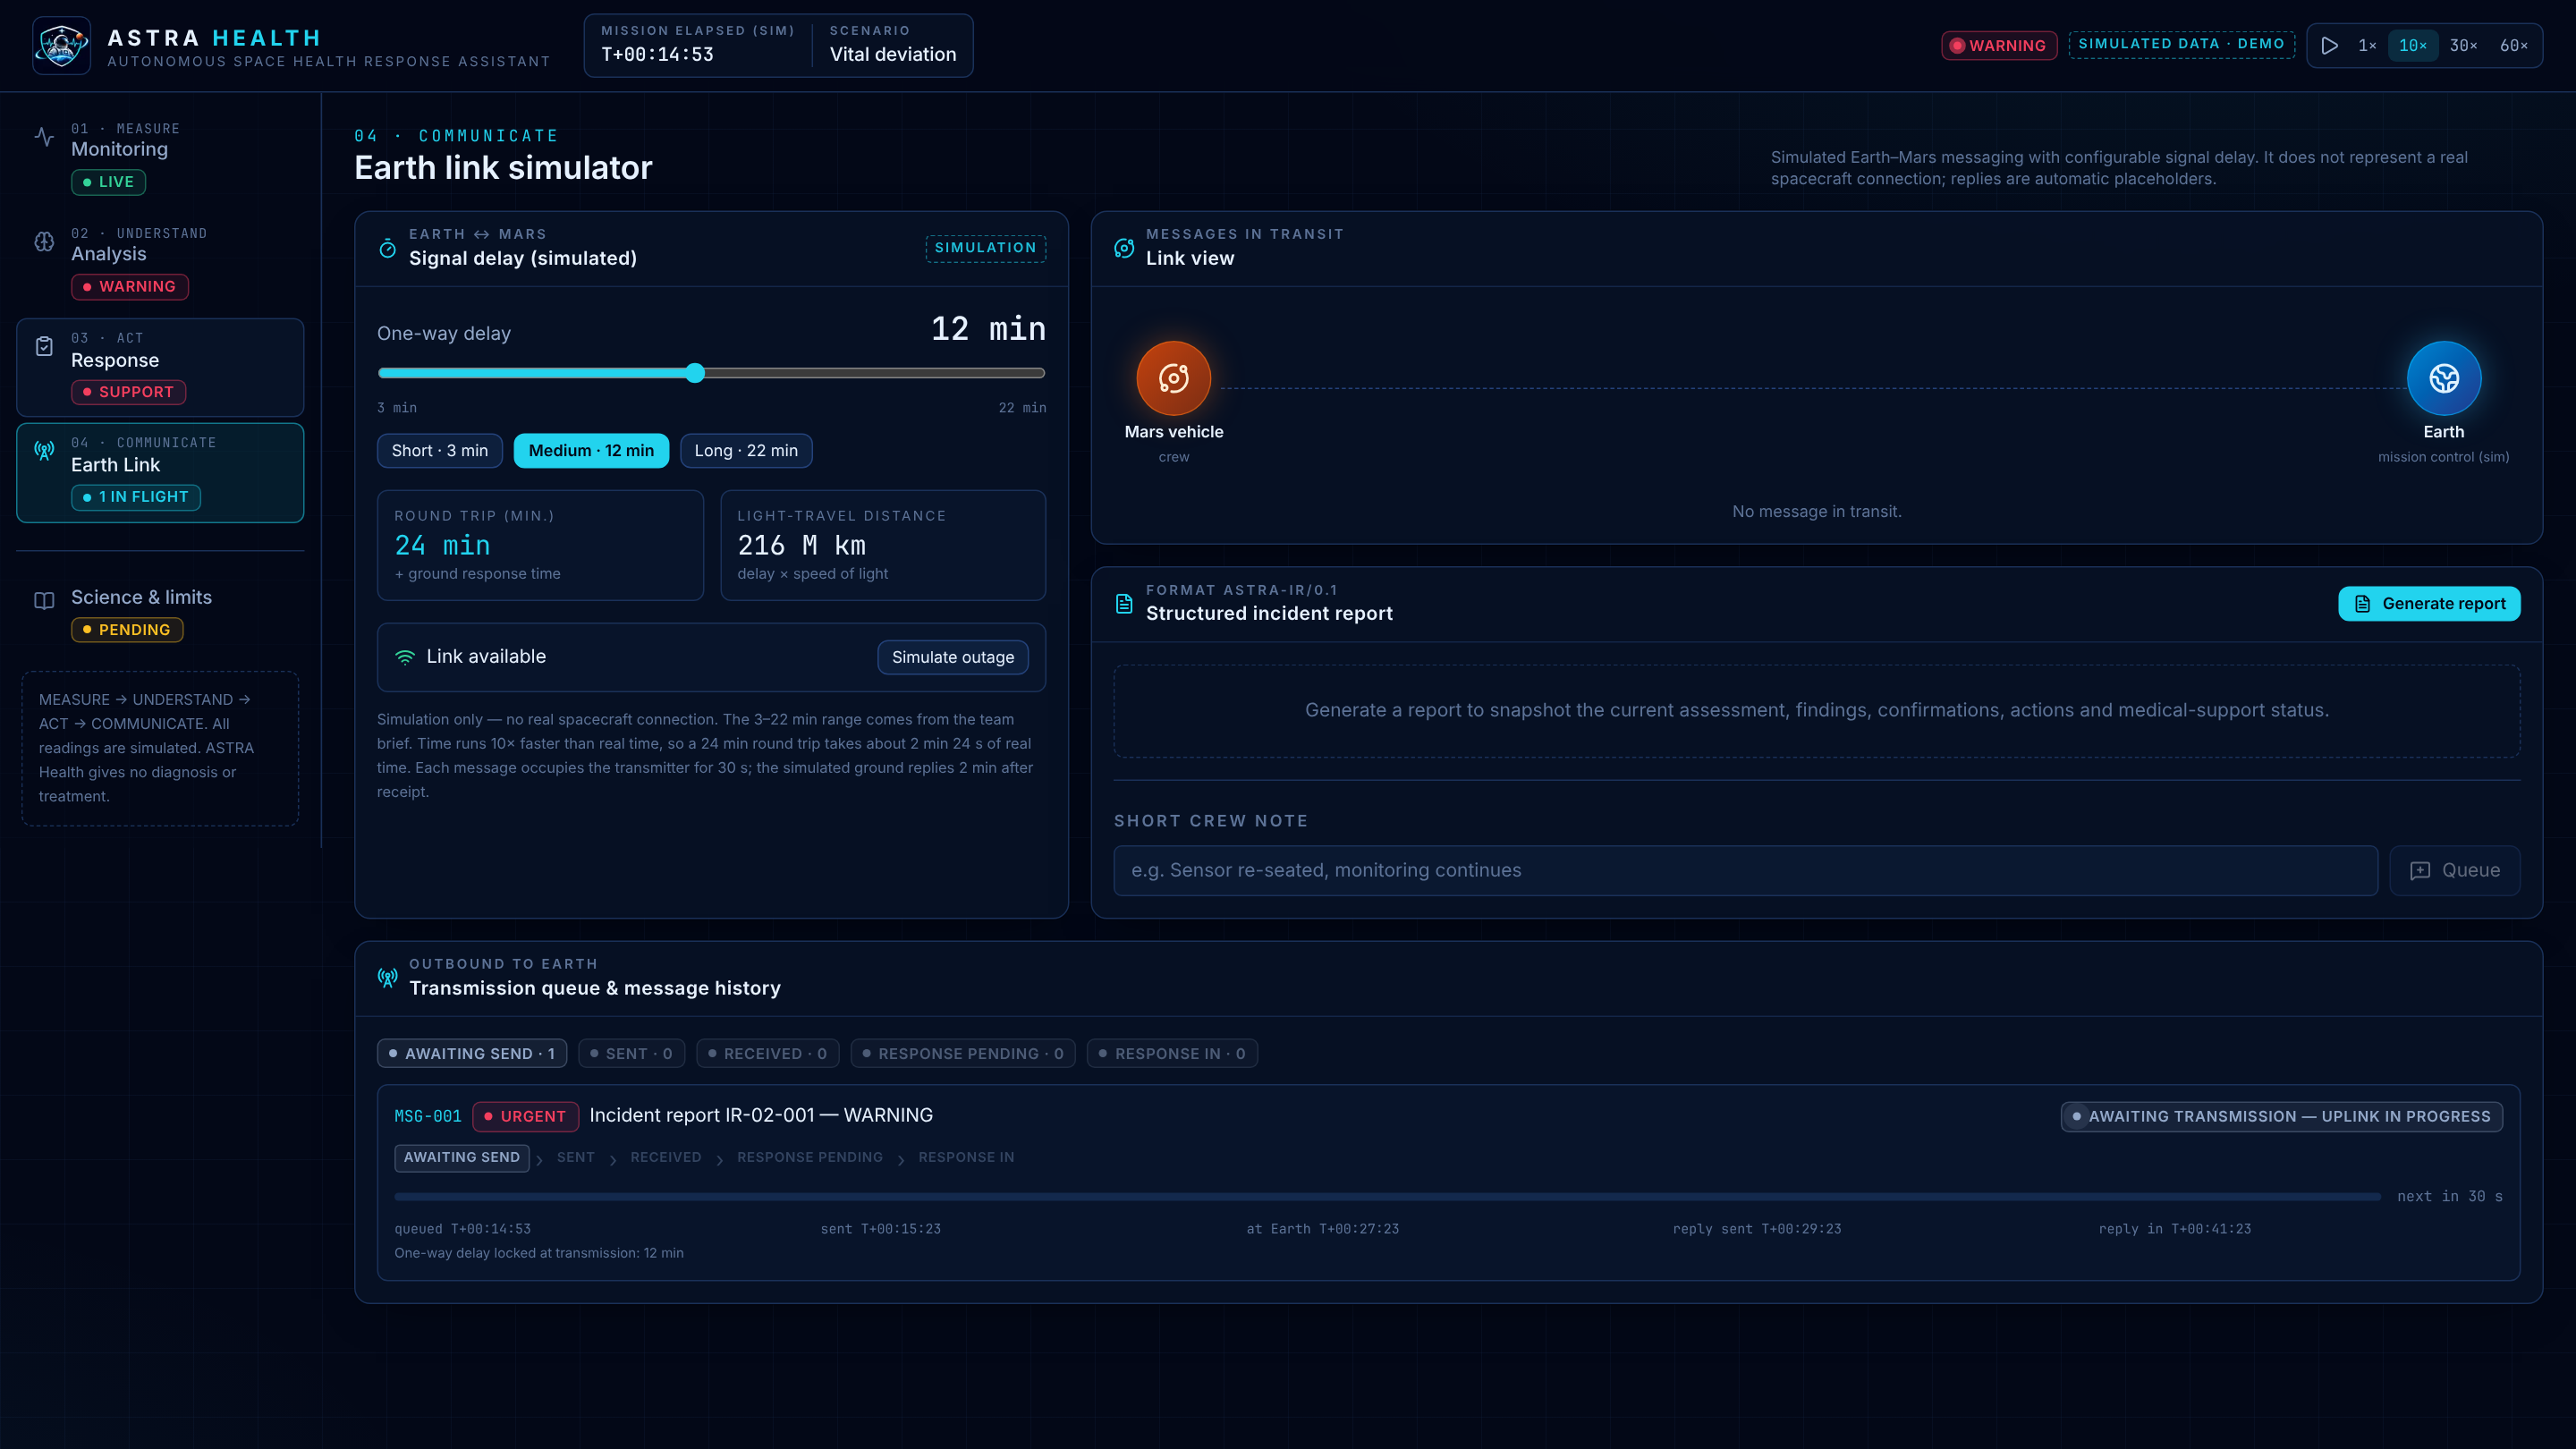 ASTRA HEALTH
AUTONOMOUS SPACE HEALTH RESPONSE ASSISTANT
MISSION ELAPSED (SIM)
T+00:14:53
SCENARIO
Vital deviation
WARNING
SIMULATED DATA · DEMO
1×
10×
30×
60×
01 · MEASURE
Monitoring
LIVE
02 · UNDERSTAND
Analysis
WARNING
03 · ACT
Response
SUPPORT
04 · COMMUNICATE
Earth Link
1 IN FLIGHT
Science & limits
PENDING
MEASURE → UNDERSTAND →
ACT → COMMUNICATE. All
readings are simulated. ASTRA
Health gives no diagnosis or
treatment.
04 · COMMUNICATE
Earth link simulator
Simulated Earth–Mars messaging with configurable signal delay. It does not represent a real
spacecraft connection; replies are automatic placeholders.
EARTH ↔ MARS
Signal delay (simulated)
SIMULATION
One-way delay
12 min
3 min
22 min
Short · 3 min
Medium · 12 min
Long · 22 min
ROUND TRIP (MIN.)
24 min
+ ground response time
LIGHT-TRAVEL DISTANCE
216 M km
delay × speed of light
Link available
Simulate outage
Simulation only — no real spacecraft connection. The 3–22 min range comes from the team
brief. Time runs 10× faster than real time, so a 24 min round trip takes about 2 min 24 s of real
time. Each message occupies the transmitter for 30 s; the simulated ground replies 2 min after
receipt.
MESSAGES IN TRANSIT
Link view
Mars vehicle
crew
Earth
mission control (sim)
No message in transit.
FORMAT ASTRA-IR/0.1
Structured incident report
Generate report
Generate a report to snapshot the current assessment, findings, confirmations, actions and medical-support status.
SHORT CREW NOTE
e.g. Sensor re-seated, monitoring continues
Queue
OUTBOUND TO EARTH
Transmission queue & message history
AWAITING SEND · 1
SENT · 0
RECEIVED · 0
RESPONSE PENDING · 0
RESPONSE IN · 0
MSG-001
URGENT
Incident report IR-02-001 — WARNING
AWAITING TRANSMISSION — UPLINK IN PROGRESS
AWAITING SEND › SENT › RECEIVED › RESPONSE PENDING › RESPONSE IN
next in 30 s
queued T+00:14:53
sent T+00:15:23
at Earth T+00:27:23
reply sent T+00:29:23
reply in T+00:41:23
One-way delay locked at transmission: 12 min